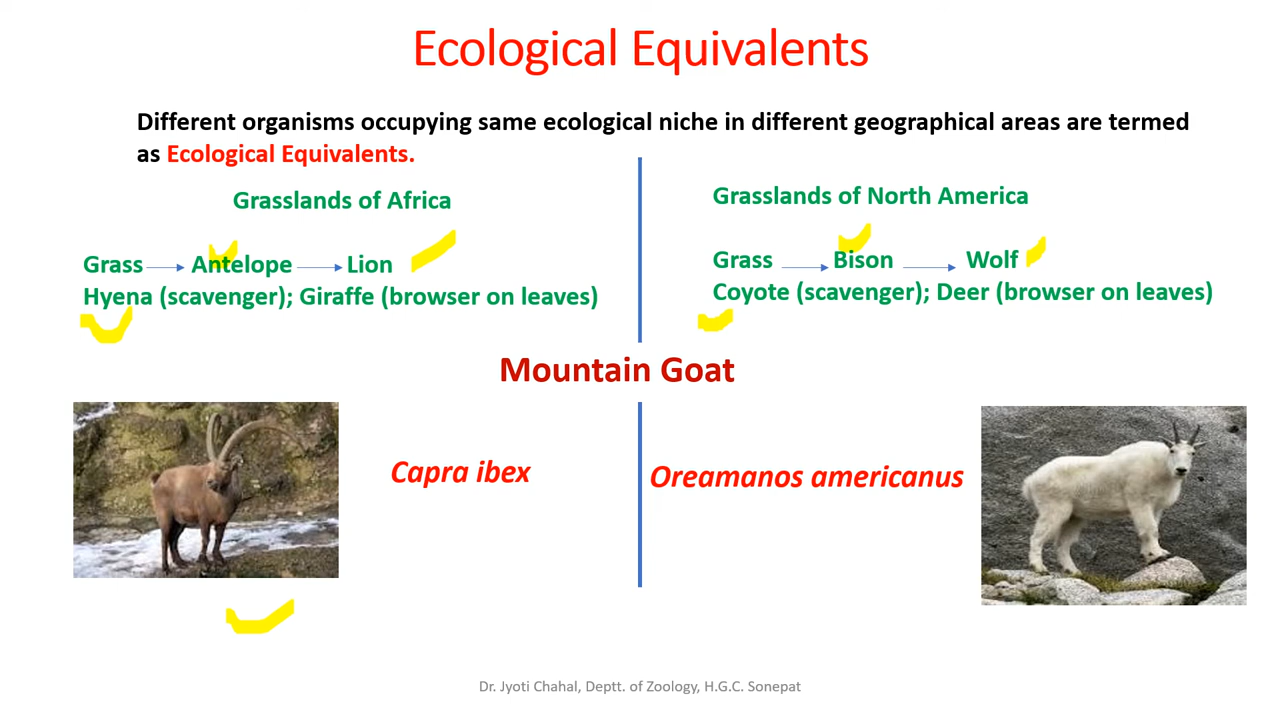 Ecological Equivalents
Different organisms occupying same ecological niche in different geographical areas are termed
as Ecological Equivalents.
Grasslands of Africa
Grass Antelope Lion
Hyena (scavenger); Giraffe (browser on leaves)
Grasslands of North America
Grass Bison Wolf
Coyote (scavenger); Deer (browser on leaves)
Mountain Goat
Capra ibex
Oreamanos americanus
Dr. Jyoti Chahal, Deptt. of Zoology, H.G.C. Sonepat